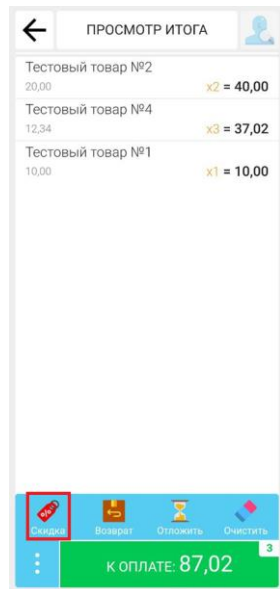 ПРОСМОТР ИТОГА
Тестовый товар №2
20,00 x2 = 40,00
Тестовый товар №4
12,34 x3 = 37,02
Тестовый товар №1
10,00 x1 = 10,00
Скидка Возврат Отложить Очистить
К ОПЛАТЕ: 87,02 3